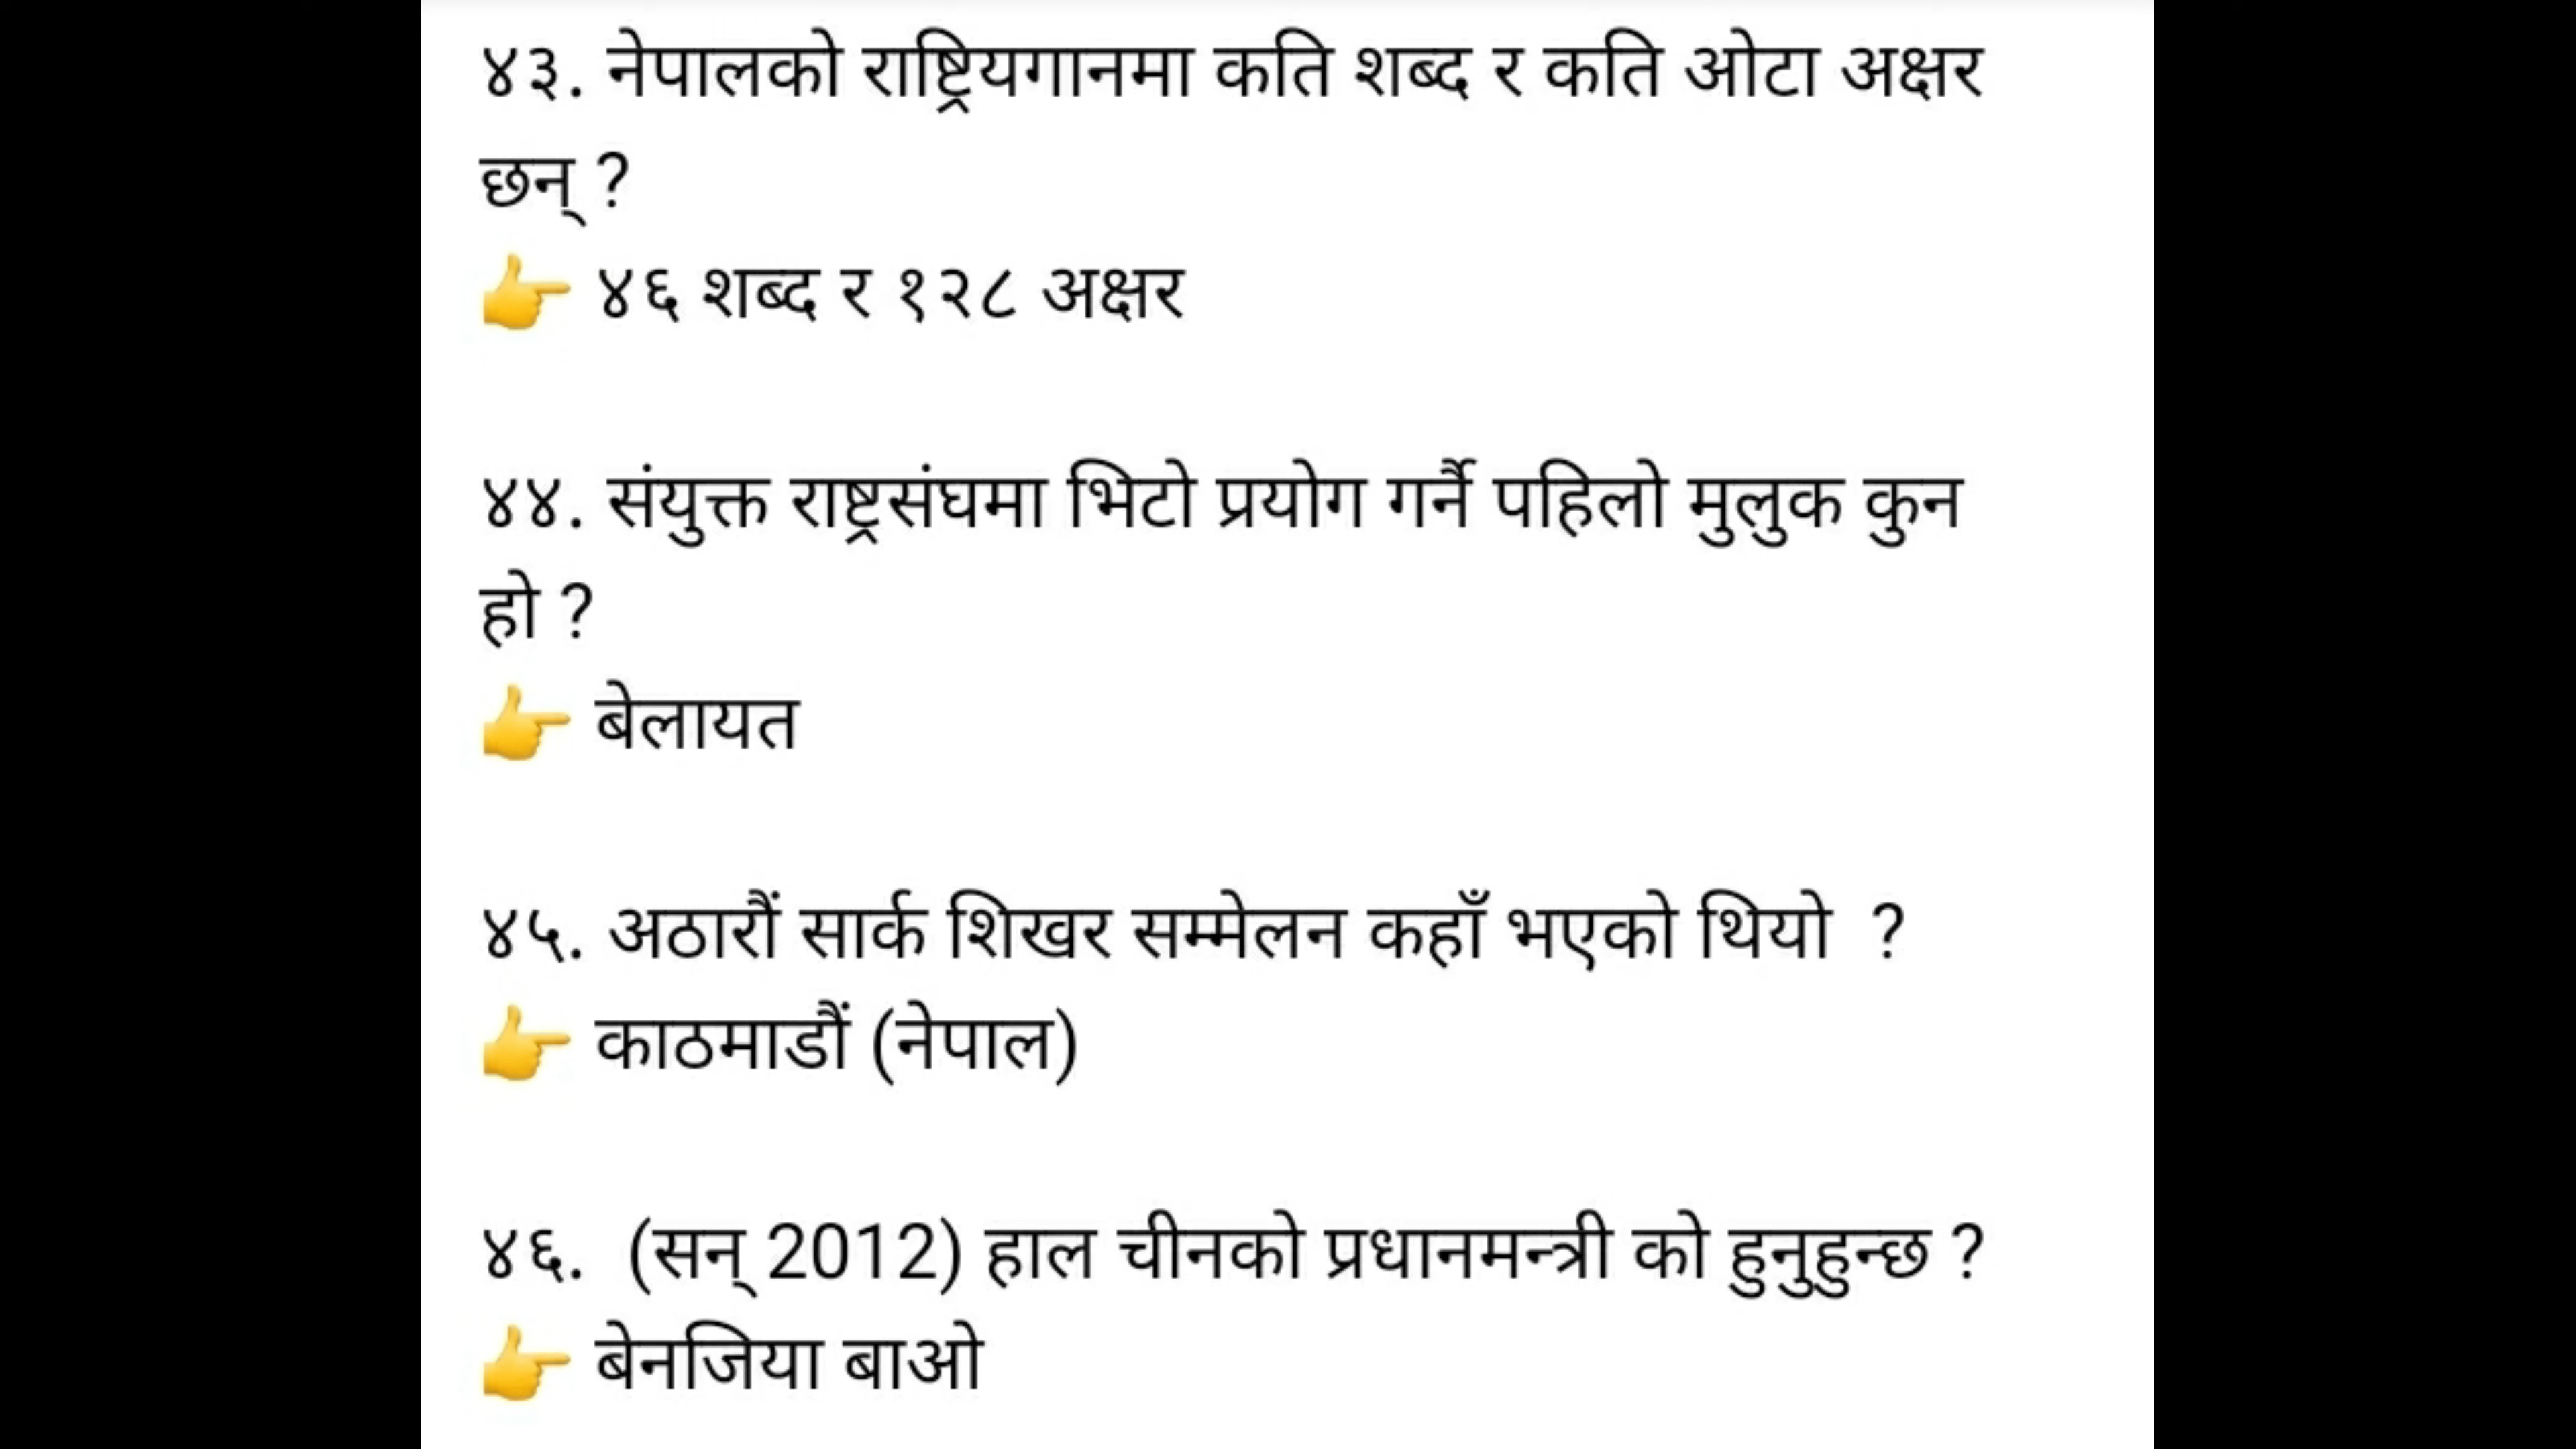 ४३. नेपालको राष्ट्रियगानमा कति शब्द र कति ओटा अक्षर
छन् ?
👉 ४६ शब्द र १२८ अक्षर
४४. संयुक्त राष्ट्रसंघमा भिटो प्रयोग गर्नै पहिलो मुलुक कुन
हो ?
👉 बेलायत
४५. अठारौं सार्क शिखर सम्मेलन कहाँ भएको थियो ?
👉 काठमाडौं (नेपाल)
४६. (सन् 2012) हाल चीनको प्रधानमन्त्री को हुनुहुन्छ ?
👉 बेनजिया बाओ